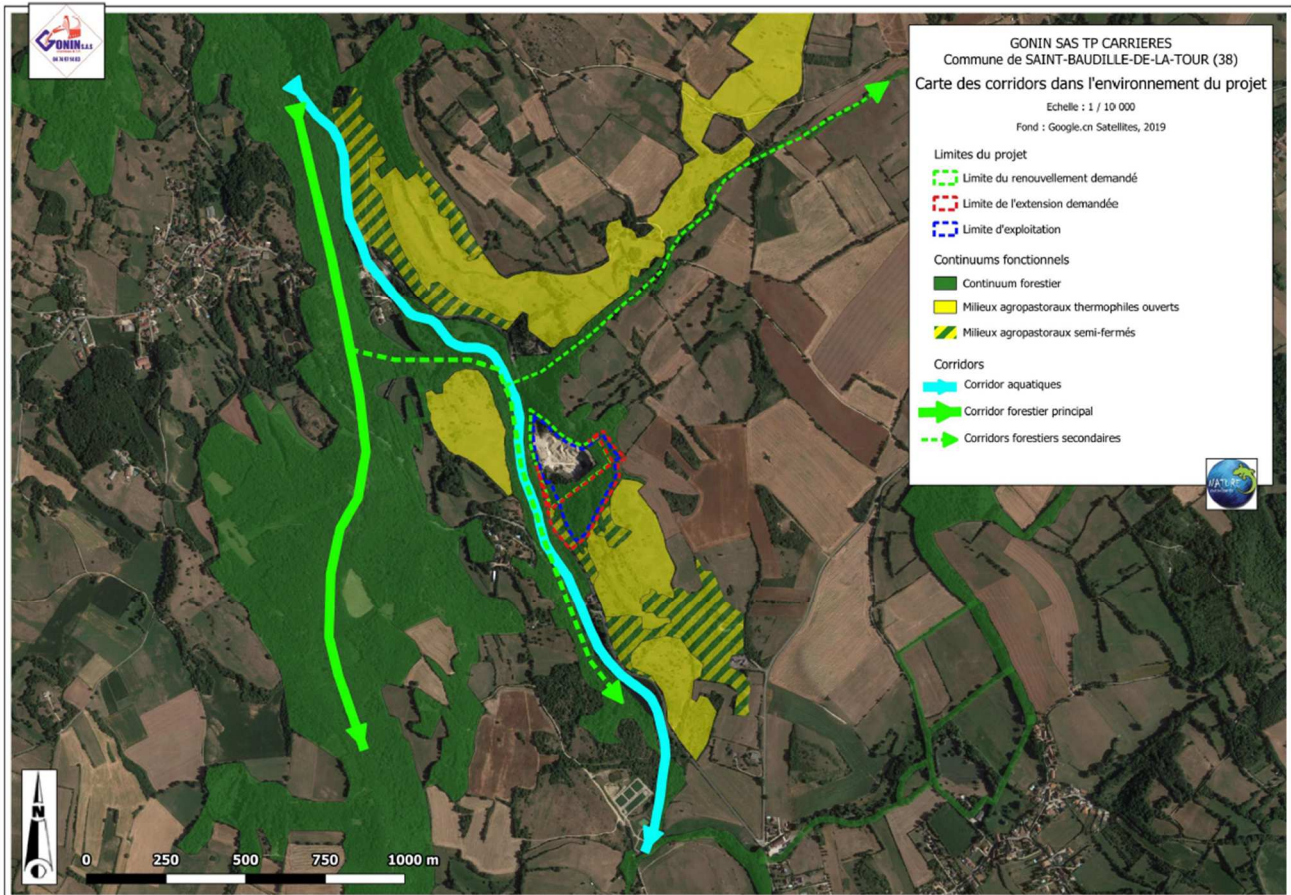 GONIN S.A.S
GONIN SAS TP CARRIERES
Commune de SAINT-BAUDILLE-DE-LA-TOUR (38)
Carte des corridors dans l'environnement du projet
Echelle : 1 / 10 000
Fond : Google.cn Satellites, 2019
Limites du projet
Limite du renouvellement demandé
Limite de l'extension demandée
Limite d'exploitation
Continuums fonctionnels
Continuum forestier
Milieux agropastoraux thermophiles ouverts
Milieux agropastoraux semi-fermés
Corridors
Corridor aquatiques
Corridor forestier principal
Corridors forestiers secondaires
NATURE
N
0 250 500 750 1000 m